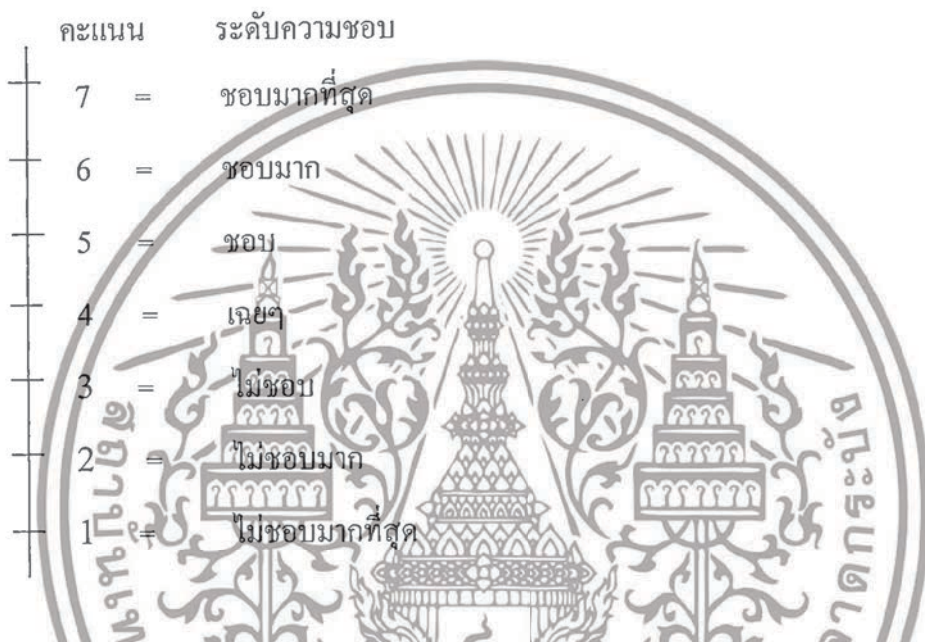 คะแนน ระดับความชอบ
7 = ชอบมากที่สุด
6 = ชอบมาก
5 = ชอบ
4 = เฉยๆ
3 = ไม่ชอบ
2 = ไม่ชอบมาก
1 = ไม่ชอบมากที่สุด